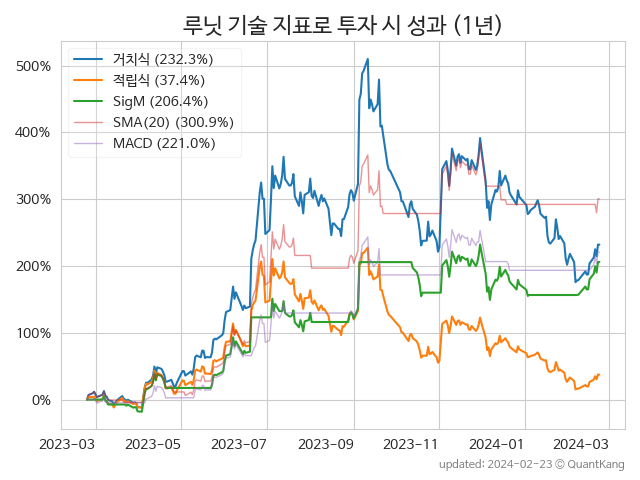 루닛 기술 지표로 투자 시 성과 (1년)
거치식 (232.3%)
적립식 (37.4%)
SigM (206.4%)
SMA(20) (300.9%)
MACD (221.0%)
500%
400%
300%
200%
100%
0%
2023-03 2023-05 2023-07 2023-09 2023-11 2024-01 2024-03
updated: 2024-02-23 @ QuantKang